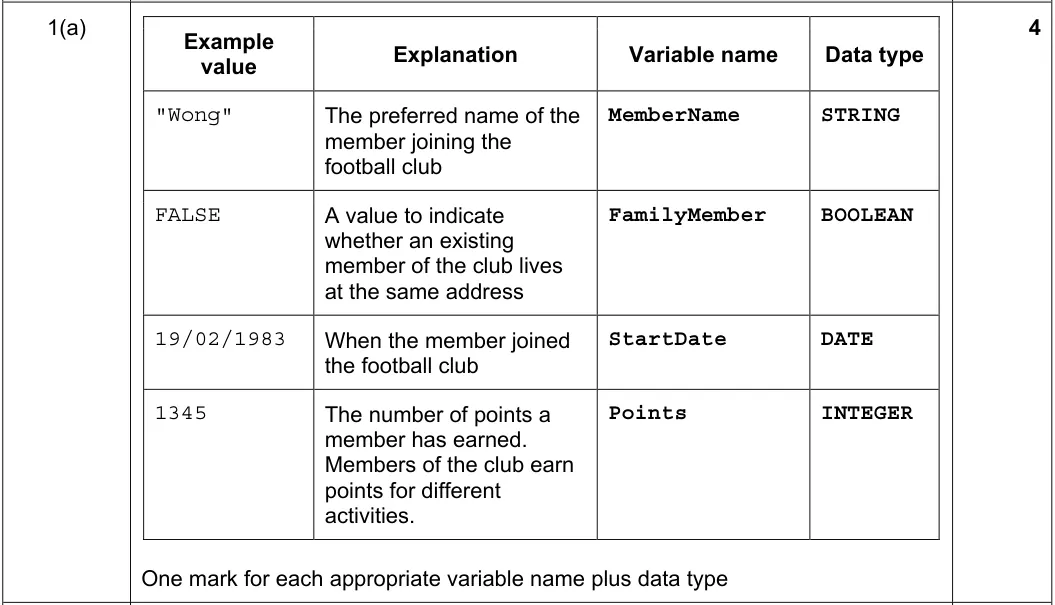 1(a)
4
Example
value
Explanation
Variable name
Data type
"Wong"
The preferred name of the
member joining the
football club
MemberName
STRING
FALSE
A value to indicate
whether an existing
member of the club lives
at the same address
FamilyMember
BOOLEAN
19/02/1983
When the member joined
the football club
StartDate
DATE
1345
The number of points a
member has earned.
Members of the club earn
points for different
activities.
Points
INTEGER
One mark for each appropriate variable name plus data type